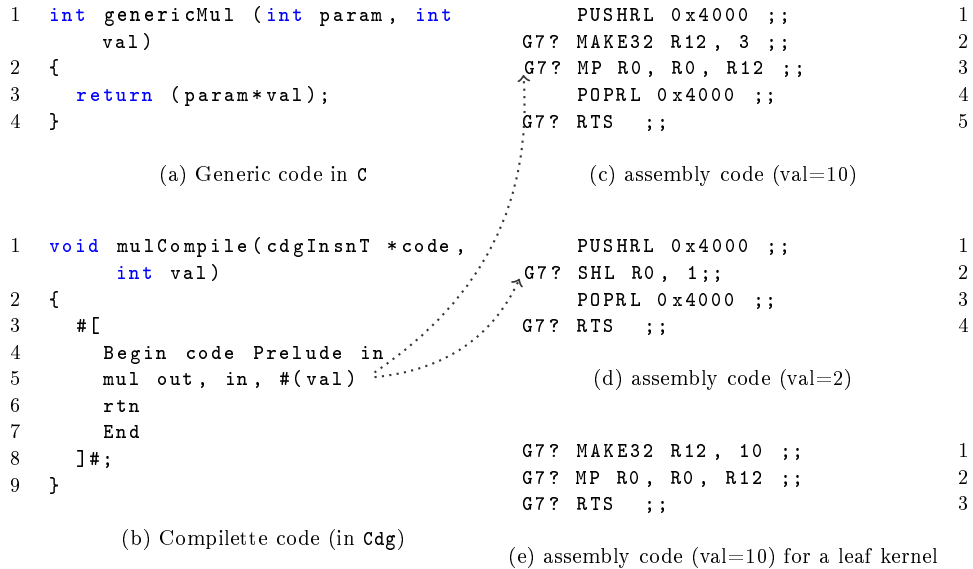 1 int genericMul (int param, int
val)
2 {
3 return (param*val);
4 }
(a) Generic code in C
1 void mulCompile(cdgInsnT *code,
int val)
2 {
3 #[
4 Begin code Prelude in
5 mul out, in, #(val)
6 rtn
7 End
8 ]#;
9 }
(b) Compilette code (in Cdg)
PUSHRL 0x4000 ;; 1
G7? MAKE32 R12, 3 ;; 2
G7? MP R0, R0, R12 ;; 3
POPRL 0x4000 ;; 4
G7? RTS ;; 5
(c) assembly code (val=10)
PUSHRL 0x4000 ;; 1
G7? SHL R0, 1;; 2
POPRL 0x4000 ;; 3
G7? RTS ;; 4
(d) assembly code (val=2)
G7? MAKE32 R12, 10 ;; 1
G7? MP R0, R0, R12 ;; 2
G7? RTS ;; 3
(e) assembly code (val=10) for a leaf kernel